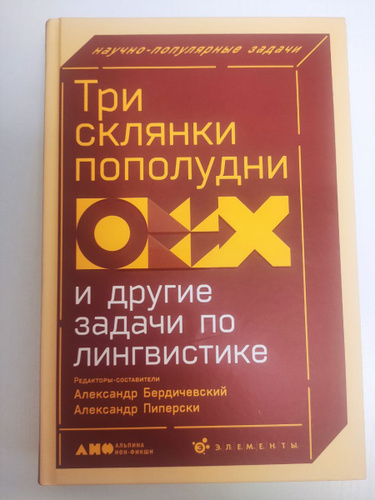 научно-популярные задачи
Три
склянки
пополудни
и другие
задачи по
лингвистике
Редакторы-составители
Александр Бердичевский
Александр Пиперски
АНФ АЛЬПИНА
НОН-ФИКШН
Э ЭЛЕМЕНТЫ